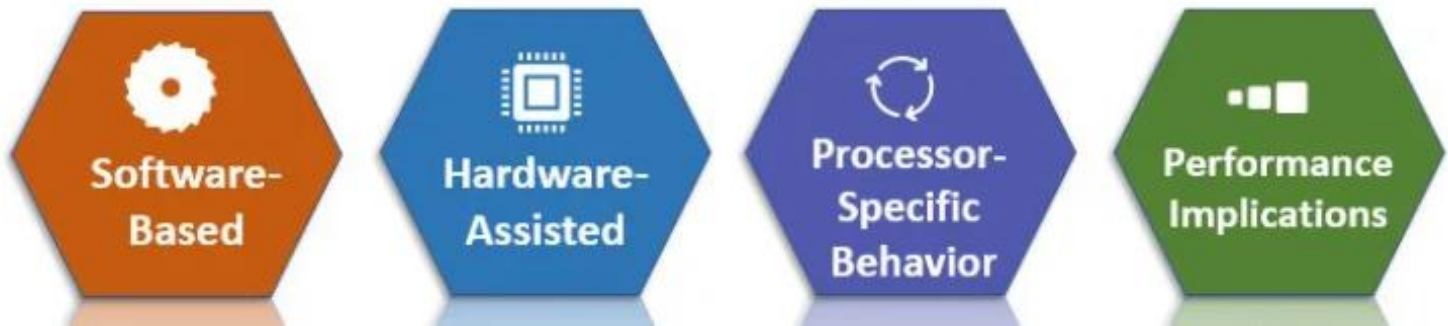 Software-
Based
Hardware-
Assisted
Processor-
Specific
Behavior
Performance
Implications